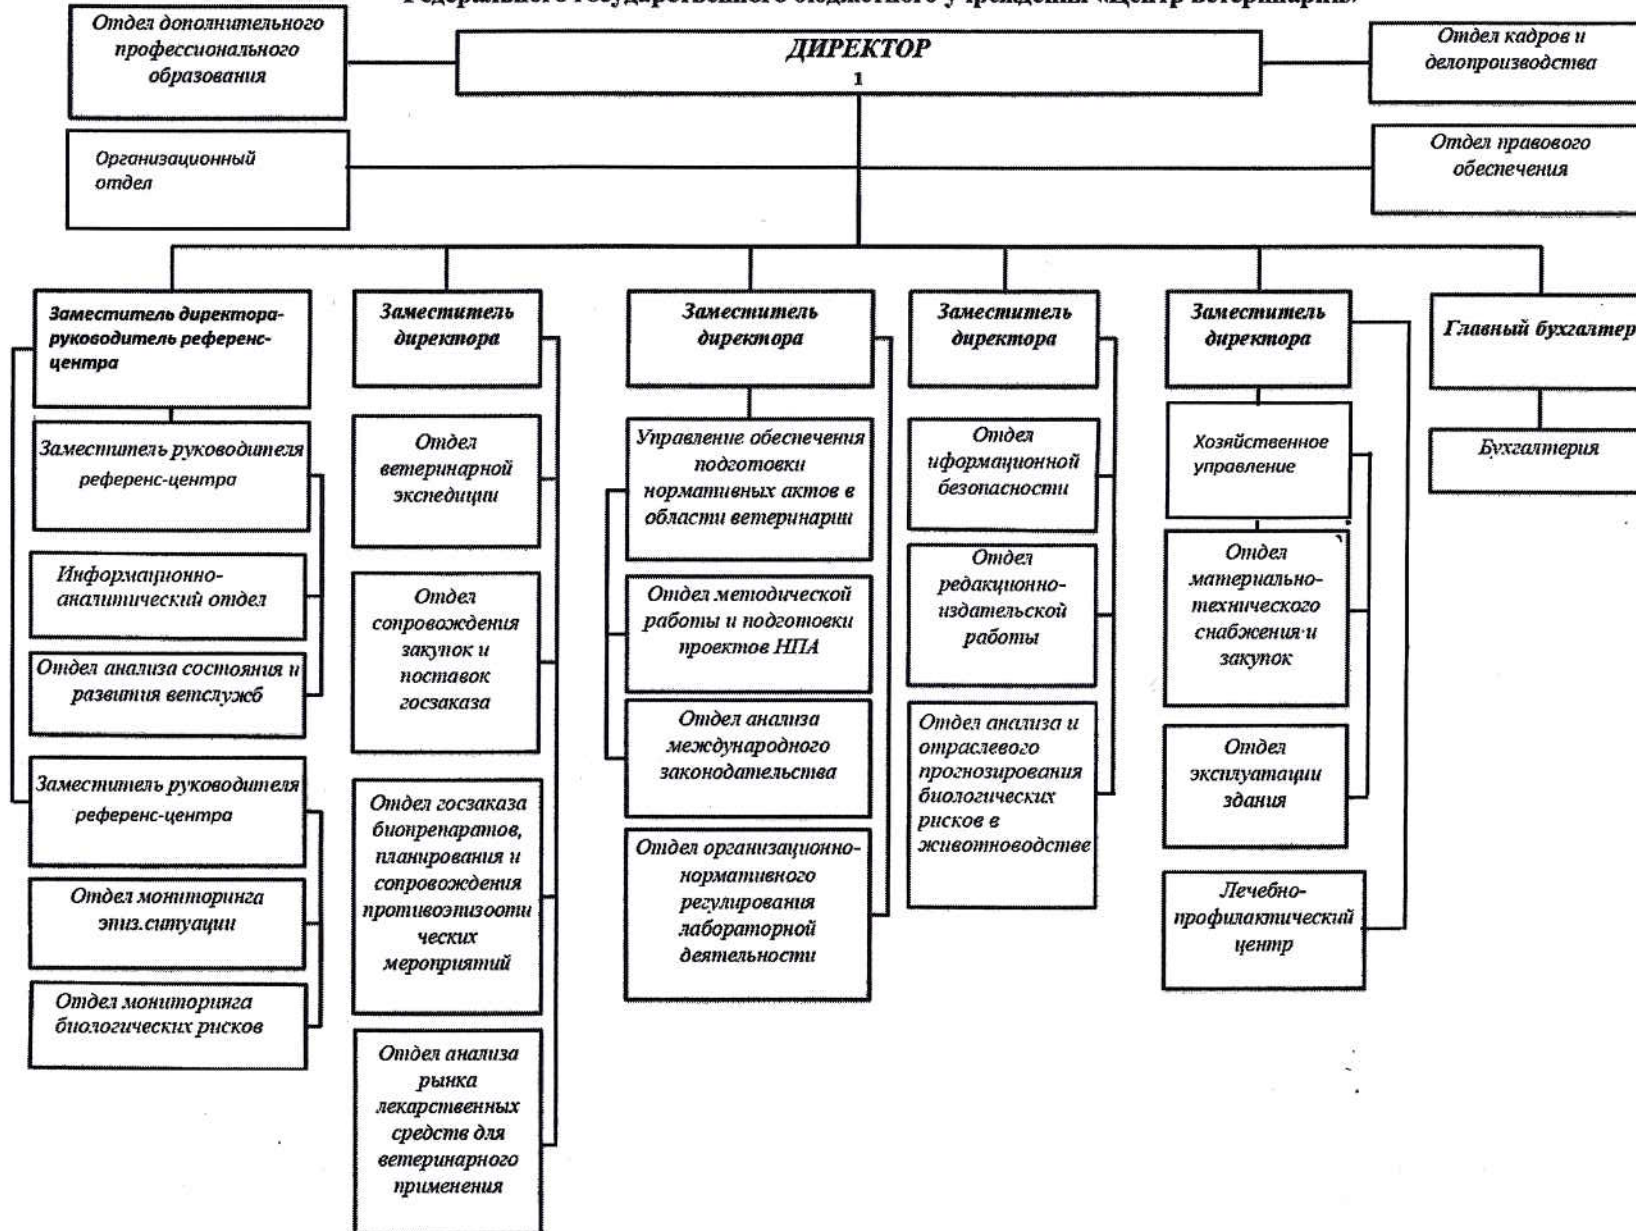 Федерального государственного бюджетного учреждения «Центр ветеринарии»
Отдел дополнительного
профессионального
образования
ДИРЕКТОР
1
Отдел кадров и
делопроизводства
Организационный
отдел
Отдел правового
обеспечения
Заместитель директора-
руководитель референс-
центра
Заместитель руководителя
референс-центра
Информационно-
аналитический отдел
Отдел анализа состояния и
развития ветслужб
Заместитель руководителя
референс-центра
Отдел мониторинга
эпиз.ситуации
Отдел мониторинга
биологических рисков
Заместитель
директора
Отдел
ветеринарной
экспедиции
Отдел
сопровождения
закупок и
поставок
госзаказа
Отдел госзаказа
биопрепаратов,
планирования и
сопровождения
противоэпизооти
ческих
мероприятий
Отдел анализа
рынка
лекарственных
средств для
ветеринарного
применения
Заместитель
директора
Управление обеспечения
подготовки
нормативных актов в
области ветеринарии
Отдел методической
работы и подготовки
проектов НПА
Отдел анализа
международного
законодательства
Отдел организационно-
нормативного
регулирования
лабораторной
деятельности
Заместитель
директора
Отдел
иформационной
безопасности
Отдел
редакционно-
издательской
работы
Отдел анализа и
отраслевого
прогнозирования
биологических
рисков в
животноводстве
Заместитель
директора
Хозяйственное
управление
Отдел
материально-
технического
снабжения и
закупок
Отдел
эксплуатации
здания
Лечебно-
профилактический
центр
Главный бухгалтер
Бухгалтерия